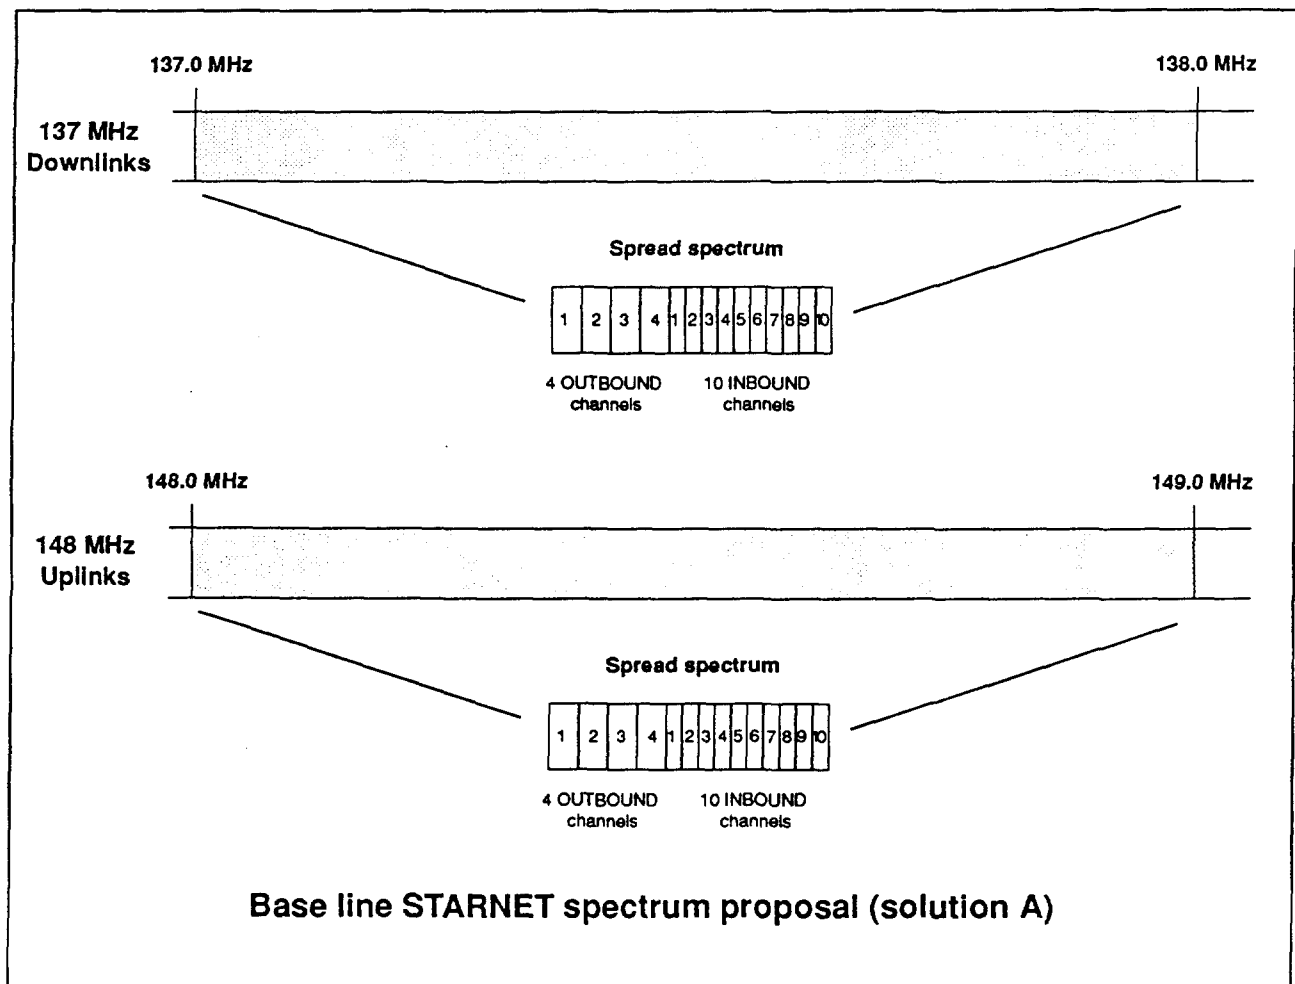 137.0 MHz 138.0 MHz
137 MHz
Downlinks
Spread spectrum
1 2 3 4 1 2 3 4 5 6 7 8 9 10
4 OUTBOUND 10 INBOUND
channels channels
148.0 MHz 149.0 MHz
148 MHz
Uplinks
Spread spectrum
1 2 3 4 1 2 3 4 5 6 7 8 9 10
4 OUTBOUND 10 INBOUND
channels channels
Base line STARNET spectrum proposal (solution A)